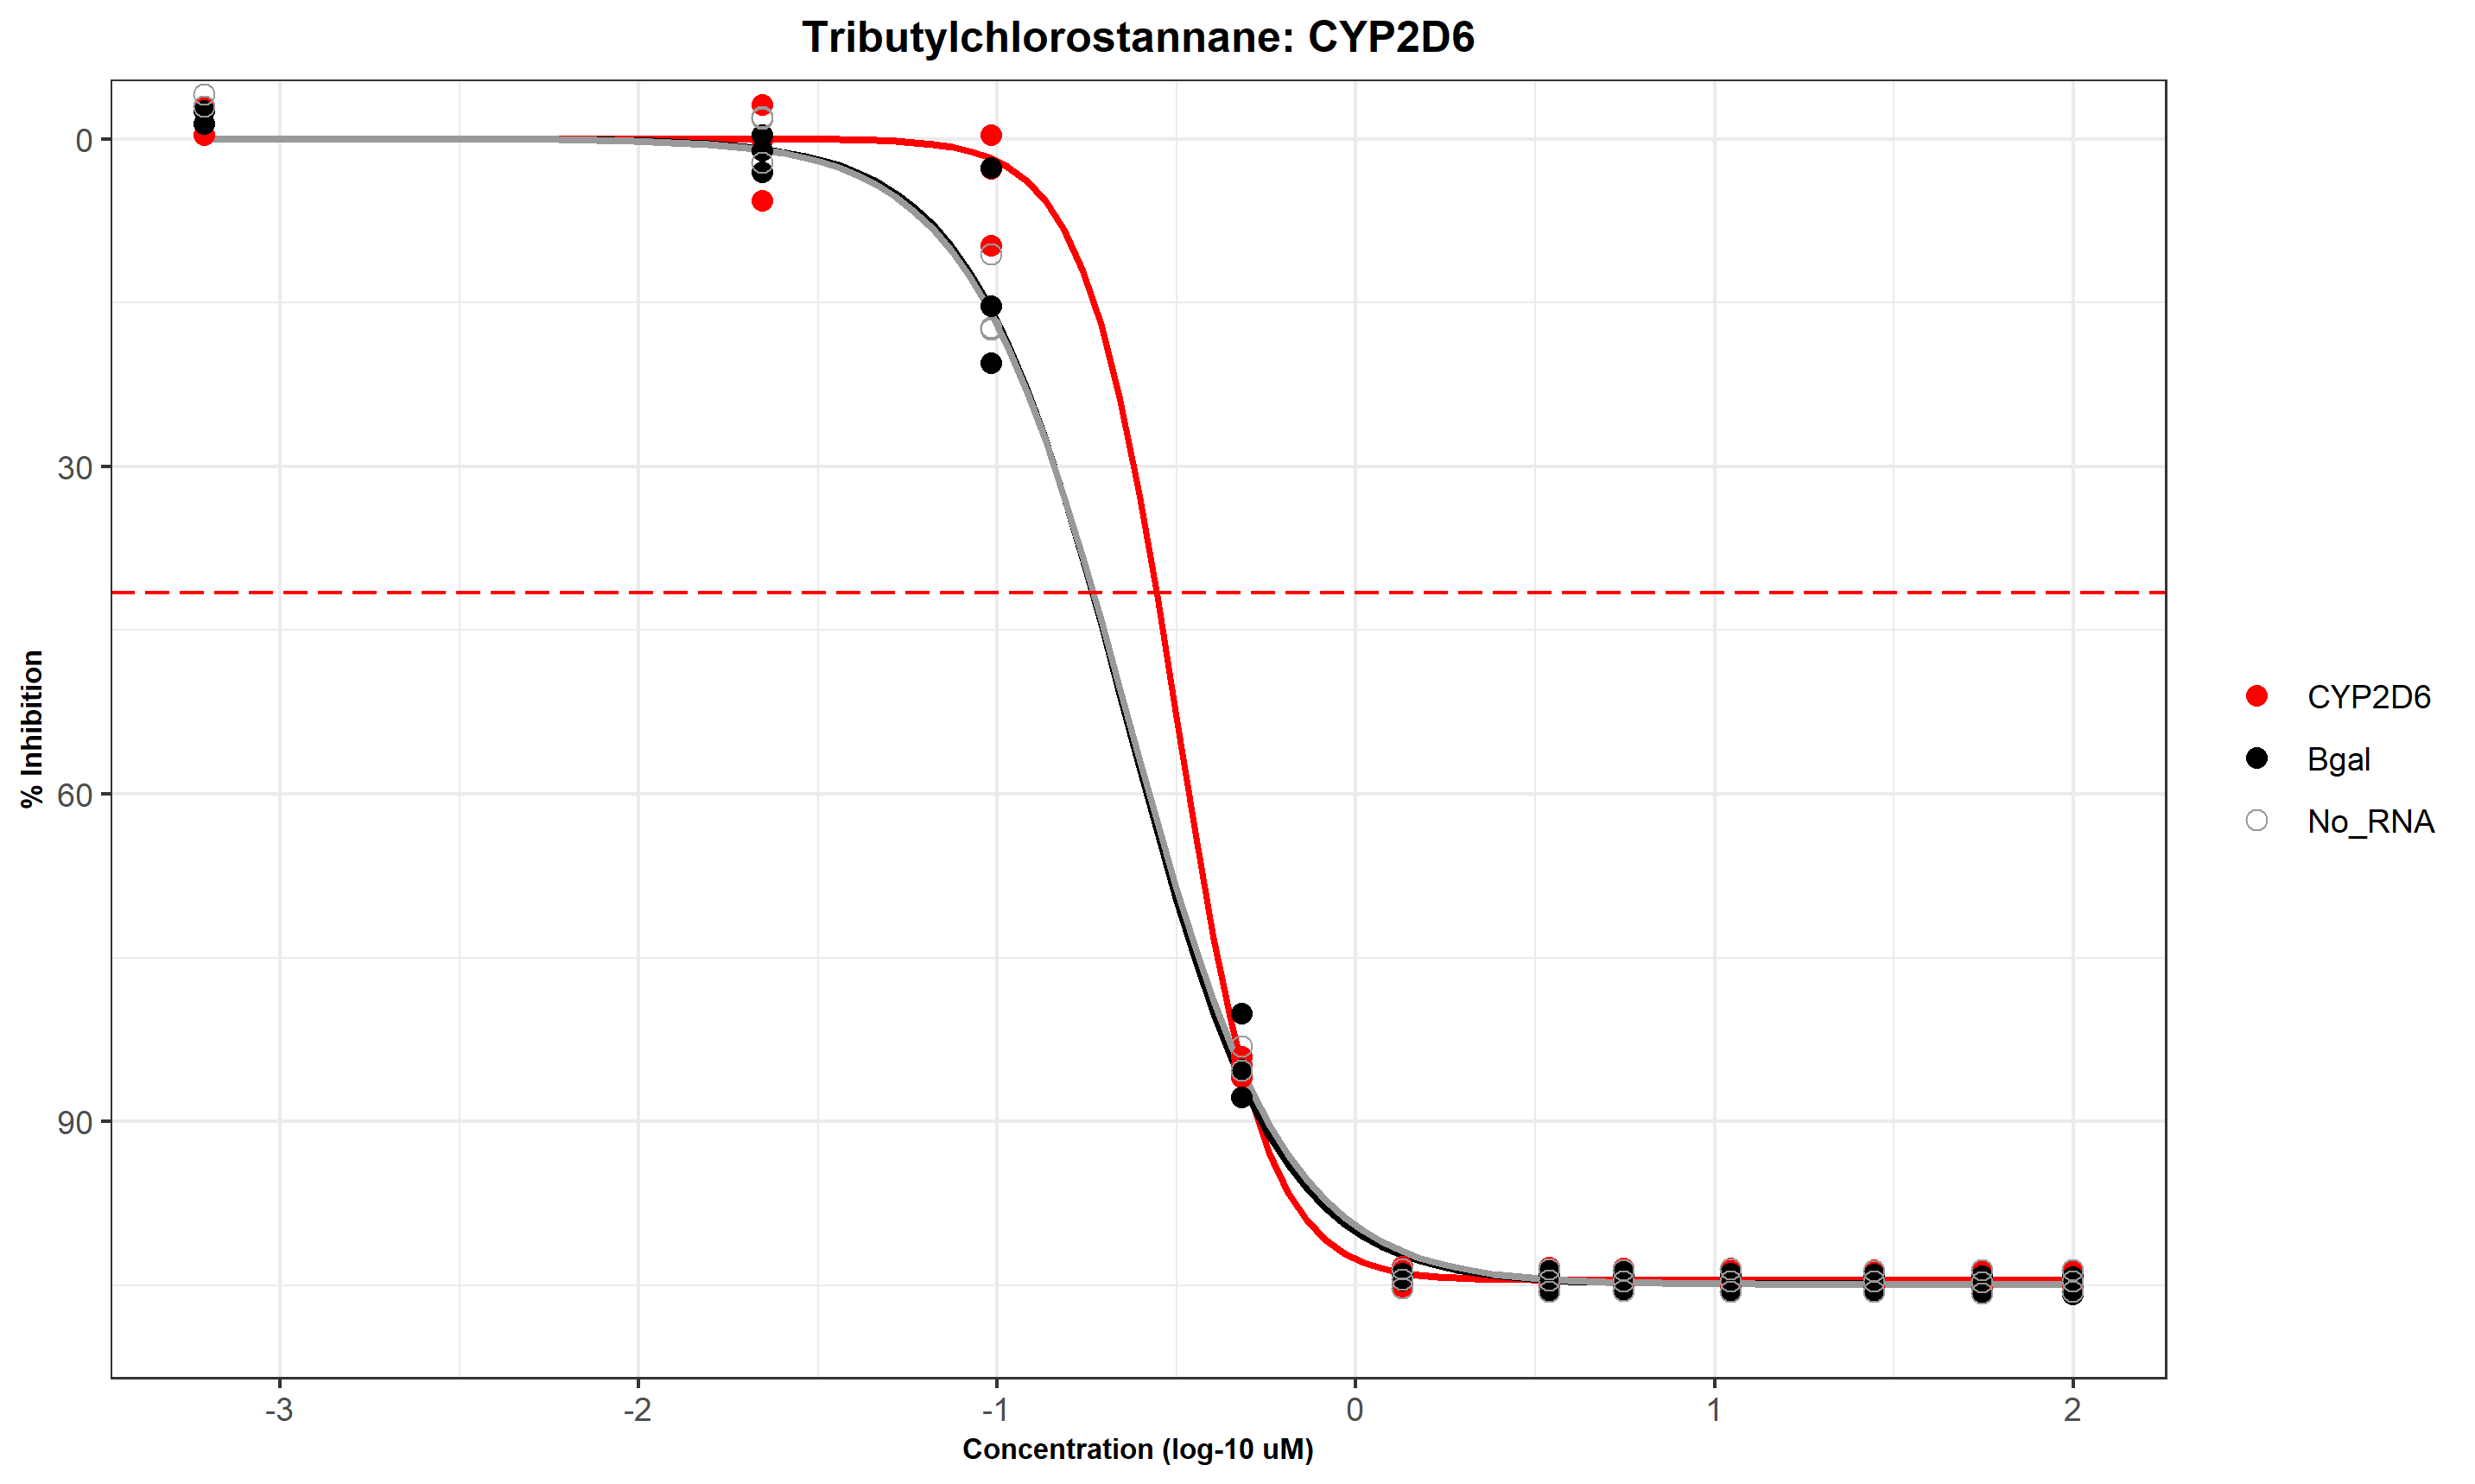 Tributylchlorostannane: CYP2D6
% Inhibition
0
30
60
90
-3
-2
-1
0
1
2
Concentration (log-10 uM)
CYP2D6
Bgal
No_RNA